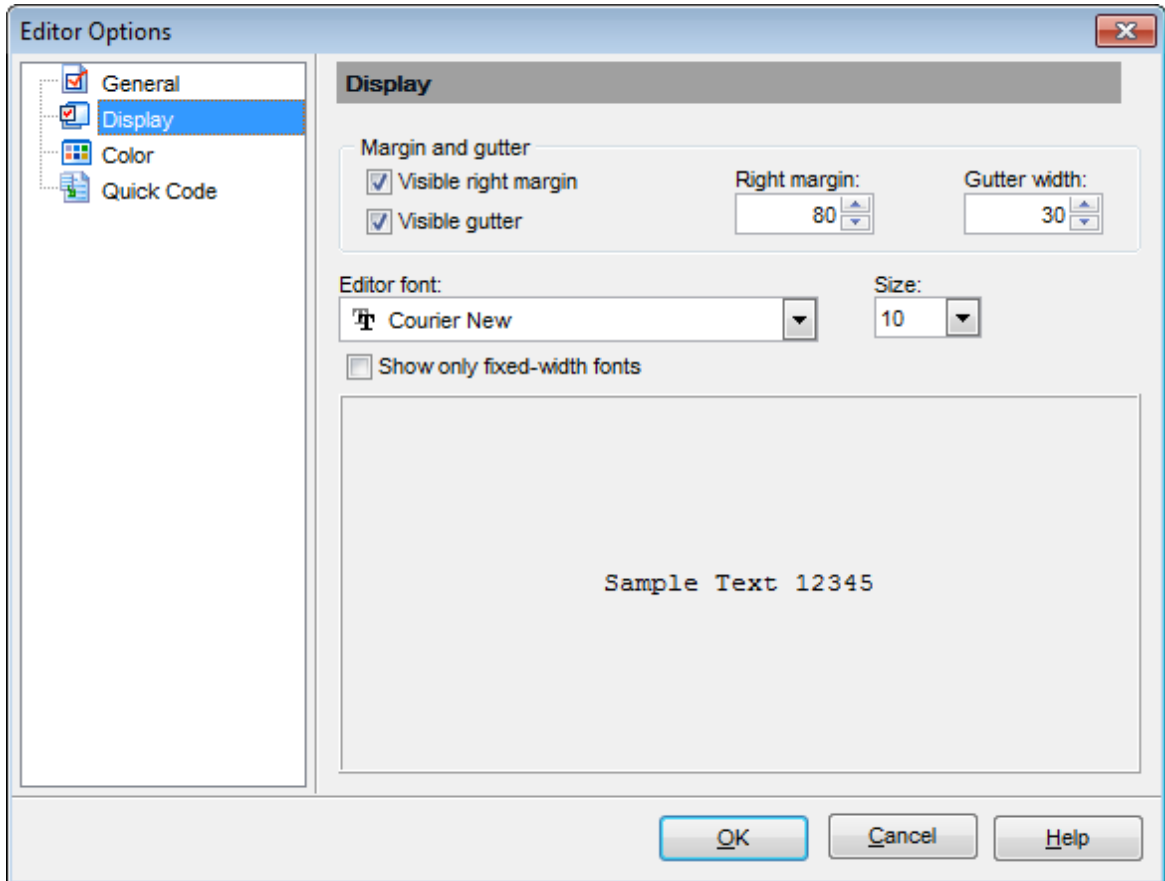 Editor Options
General
Display
Color
Quick Code
Display
Margin and gutter
Visible right margin
Right margin:
Gutter width:
80
30
Visible gutter
Editor font:
Size:
Courier New
10
Show only fixed-width fonts
Sample Text 12345
OK
Cancel
Help